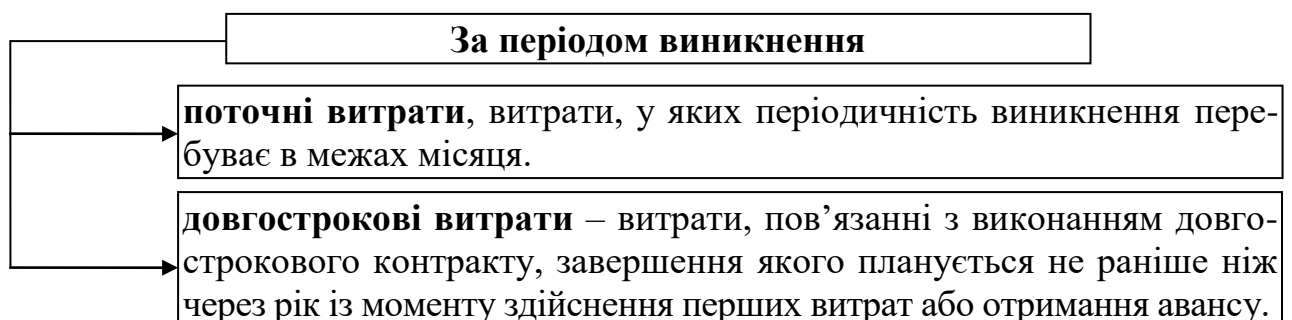 За періодом виникнення
поточні витрати, витрати, у яких періодичність виникнення пере-
буває в межах місяця.
довгострокові витрати – витрати, пов’язанні з виконанням довго-
строкового контракту, завершення якого планується не раніше ніж
через рік із моменту здійснення перших витрат або отримання авансу.